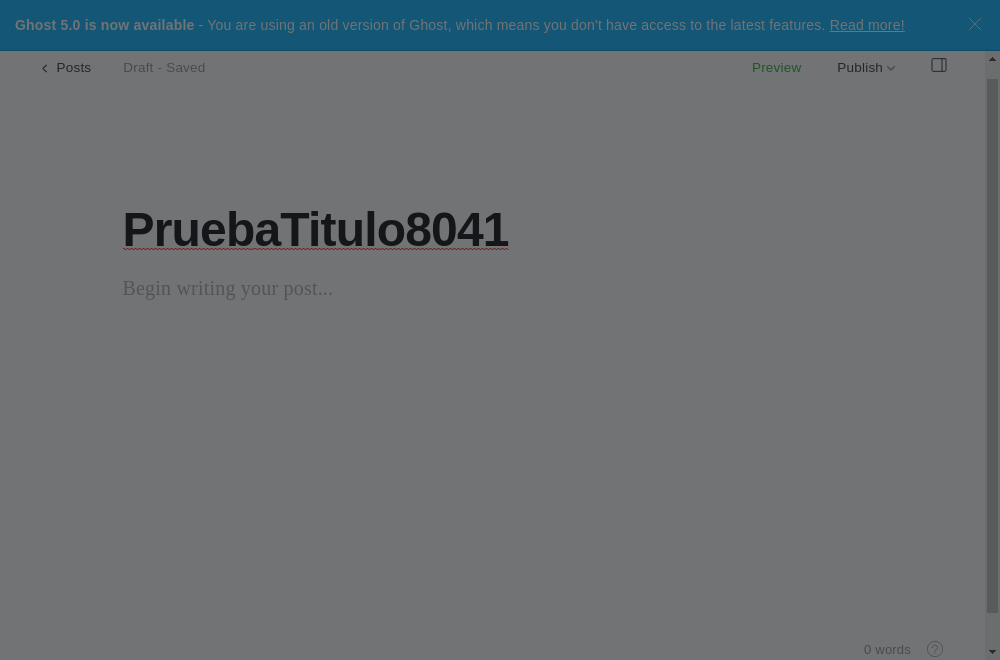 Ghost 5.0 is now available - You are using an old version of Ghost, which means you don't have access to the latest features. Read more!
Posts Draft - Saved Preview Publish
PruebaTitulo8041
Begin writing your post...
0 words ?